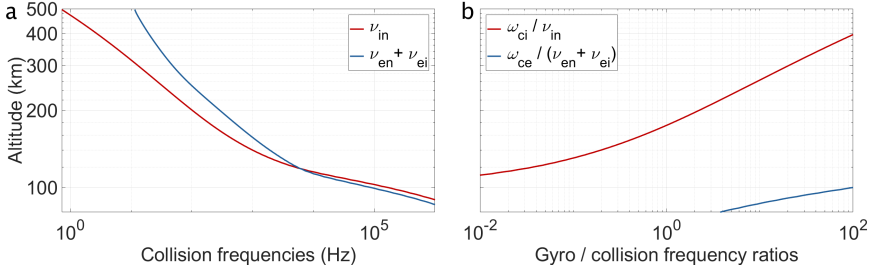 a
500
400
300
200
100
Altitude (km)
10^0
10^5
Collision frequencies (Hz)
ν_in
ν_en + ν_ei
b
ω_ci / ν_in
ω_ce / (ν_en + ν_ei)
10^-2
10^0
10^2
Gyro / collision frequency ratios